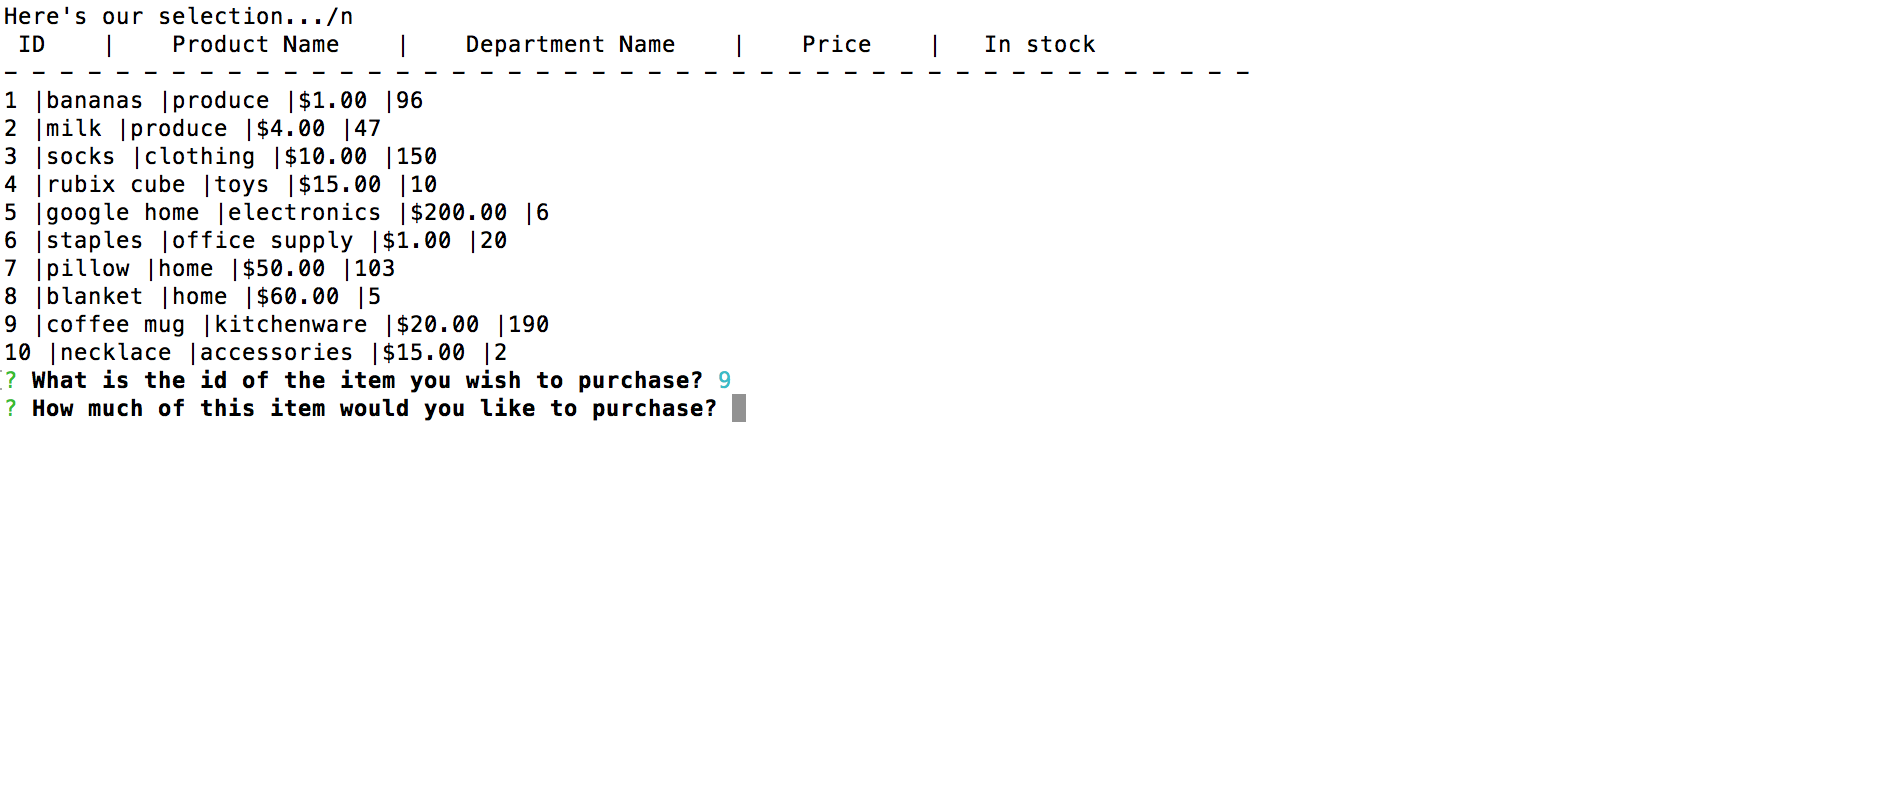 Here's our selection.../n
ID | Product Name | Department Name | Price | In stock
- - - - - - - - - - - - - - - - - - - - - - - - - - - - - - - - - - - - - - - - - - - - -
1 |bananas |produce |$1.00 |96
2 |milk |produce |$4.00 |47
3 |socks |clothing |$10.00 |150
4 |rubix cube |toys |$15.00 |10
5 |google home |electronics |$200.00 |6
6 |staples |office supply |$1.00 |20
7 |pillow |home |$50.00 |103
8 |blanket |home |$60.00 |5
9 |coffee mug |kitchenware |$20.00 |190
10 |necklace |accessories |$15.00 |2
? What is the id of the item you wish to purchase? 9
? How much of this item would you like to purchase?